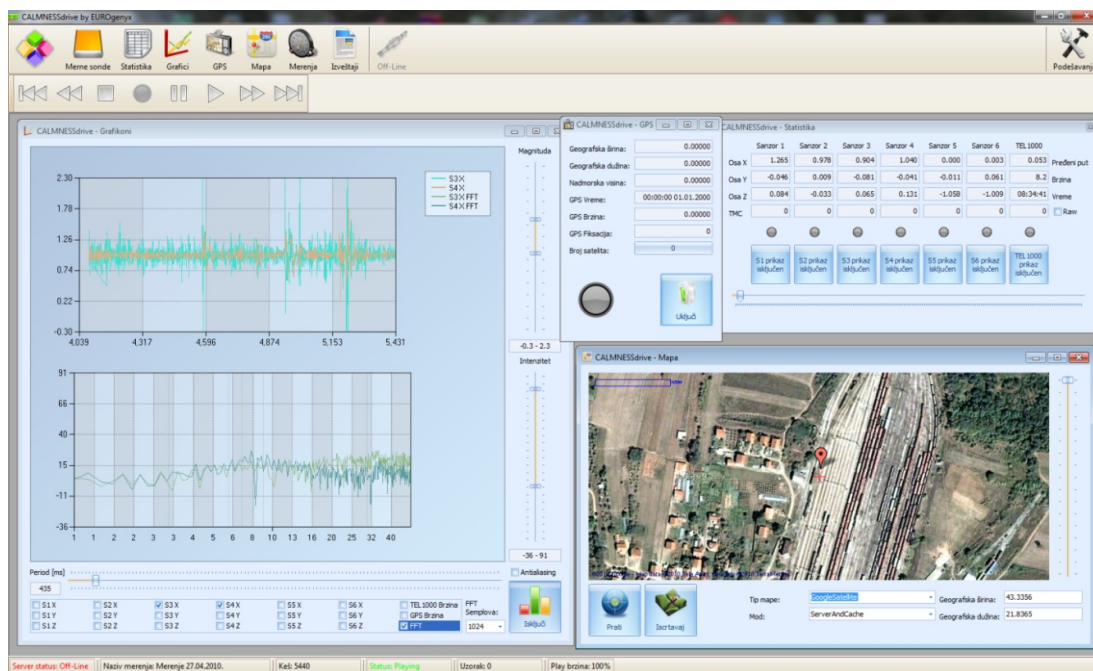 CALMNESSdrive by EUROgenyx
Merne sonde Statistika Grafici GPS Mapa Merenja Izveštaji Off-Line Podešavanj
CALMNESSdrive - Grafikoni
Magnituda
S3 X
S4 X
S3 X FFT
S4 X FFT
2.30
1.78
1.26
0.74
0.22
-0.30
4,039 4,317 4,596 4,874 5,153 5,431
-0.3 - 2.3
Intenzitet
91
66
40
15
-11
-36
1 1 2 2 3 3 4 5 6 8 10 13 16 20 25 32 40
-36 - 91
Period [ms]
435
Antialiasing
S1 X S2 X S3 X S4 X S5 X S6 X TEL1000 Brzina
S1 Y S2 Y S3 Y S4 Y S5 Y S6 Y GPS Brzina
S1 Z S2 Z S3 Z S4 Z S5 Z S6 Z FFT
FFT
Semplova:
1024
Isključi
CALMNESSdrive - GPS
Geografska širina: 0.00000
Geografska dužina: 0.00000
Nadmorska visina: 0.00000
GPS Vreme: 00:00:00 01.01.2000
GPS Brzina: 0.00000
GPS Fiksacija: 0
Broj satelita: 0
Uključi
CALMNESSdrive - Statistika
Sanzor 1 Sanzor 2 Sanzor 3 Sanzor 4 Sanzor 5 Sanzor 6 TEL1000
Osa X 1.265 0.978 0.904 1.040 0.000 0.003 0.053 Pređeni put
Osa Y -0.046 0.009 -0.081 -0.041 -0.011 0.061 8.2 Brzina
Osa Z 0.084 -0.033 0.065 0.131 -1.058 -1.009 08:34:41 Vreme
TMC 0 0 0 0 0 0 0 Raw
S1 prikaz isključen
S2 prikaz isključen
S3 prikaz isključen
S4 prikaz isključen
S5 prikaz isključen
S6 prikaz isključen
TEL1000 prikaz isključen
CALMNESSdrive - Mapa
Prati
Iscrtavaj
Tip mape: GoogleSatellite
Mod: ServerAndCache
Geografska širina: 43.3356
Geografska dužina: 21.8365
Server status: Off-Line Naziv merenja: Merenje 27.04.2010. Keš: 5440 Status: Playing Uzorak: 0 Play brzina: 100%